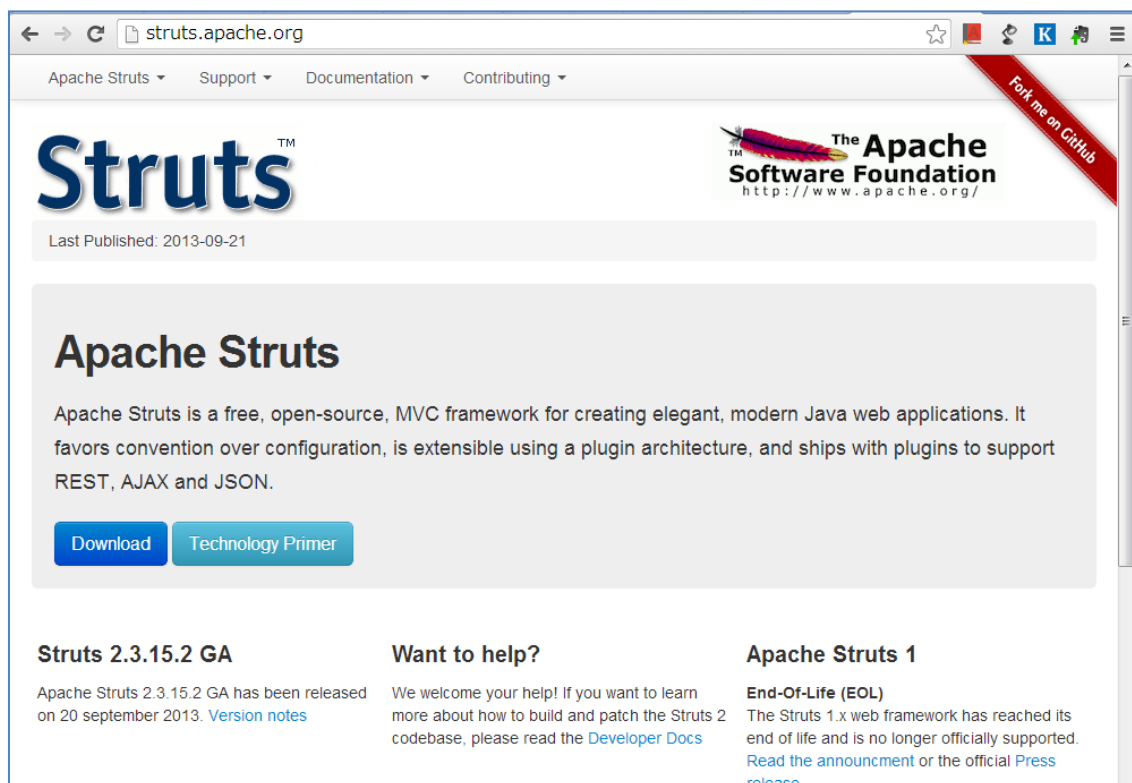 struts.apache.org
Apache Struts Support Documentation Contributing
Fork me on GitHub
Struts™
The Apache
Software Foundation
http://www.apache.org/
TM
Last Published: 2013-09-21
Apache Struts
Apache Struts is a free, open-source, MVC framework for creating elegant, modern Java web applications. It
favors convention over configuration, is extensible using a plugin architecture, and ships with plugins to support
REST, AJAX and JSON.
Download Technology Primer
Struts 2.3.15.2 GA
Apache Struts 2.3.15.2 GA has been released
on 20 september 2013. Version notes
Want to help?
We welcome your help! If you want to learn
more about how to build and patch the Struts 2
codebase, please read the Developer Docs
Apache Struts 1
End-Of-Life (EOL)
The Struts 1.x web framework has reached its
end of life and is no longer officially supported.
Read the announcment or the official Press
release